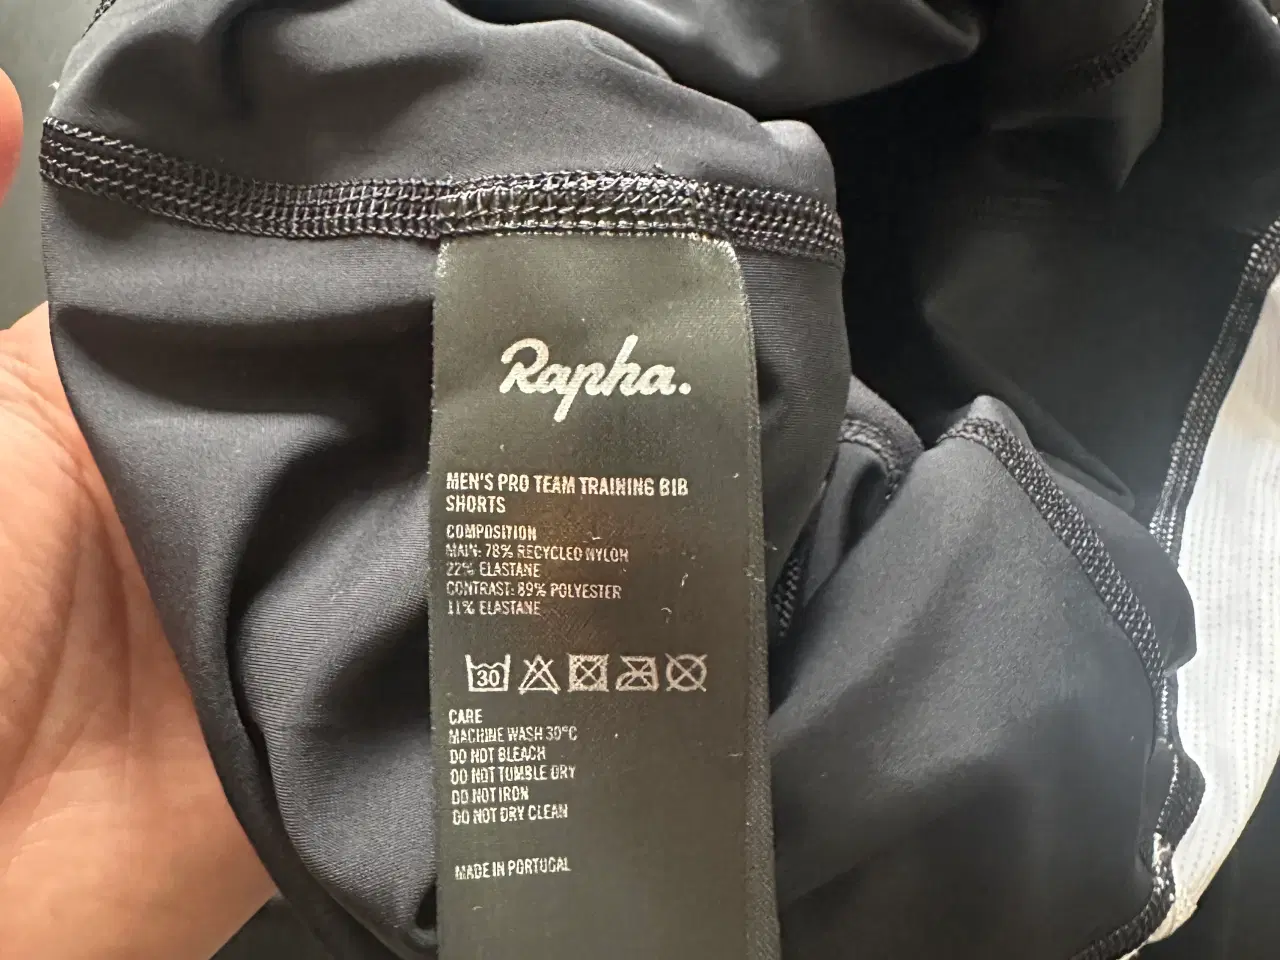 Rapha.
MEN'S PRO TEAM TRAINING BIB
SHORTS
COMPOSITION
MAIN: 78% RECYCLED NYLON
22% ELASTANE
CONTRAST: 89% POLYESTER
11% ELASTANE
30
CARE
MACHINE WASH 30°C
DO NOT BLEACH
DO NOT TUMBLE DRY
DO NOT IRON
DO NOT DRY CLEAN
MADE IN PORTUGAL